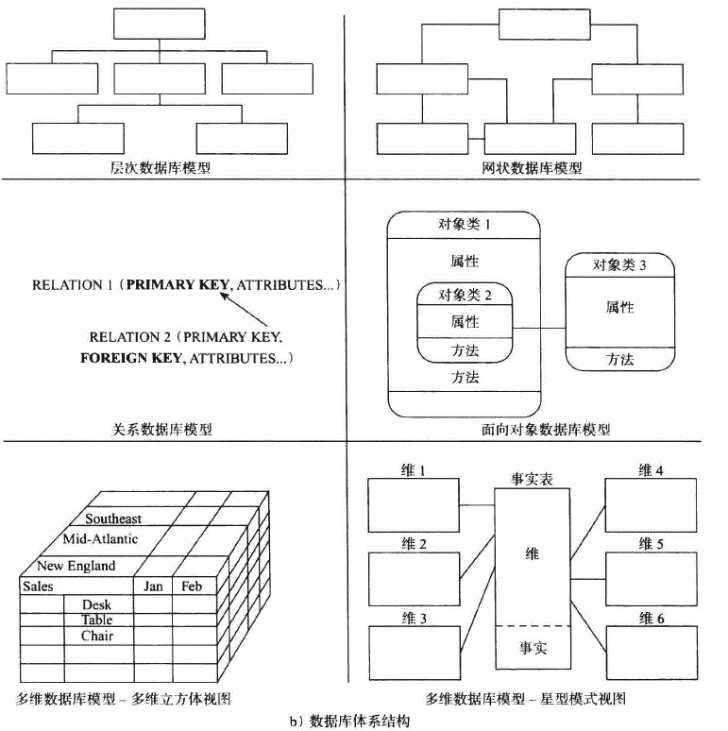 层次数据库模型
网状数据库模型
RELATION 1 (PRIMARY KEY, ATTRIBUTES...)
RELATION 2 (PRIMARY KEY,
FOREIGN KEY, ATTRIBUTES...)
关系数据库模型
对象类 1
属性
对象类 2
属性
方法
方法
对象类 3
属性
方法
面向对象数据库模型
Southeast
Mid-Atlantic
New England
Sales Jan Feb
Desk
Table
Chair
多维数据库模型 – 多维立方体视图
维 1
维 2
维 3
事实表
维
事实
维 4
维 5
维 6
多维数据库模型 – 星型模式视图
b) 数据库体系结构